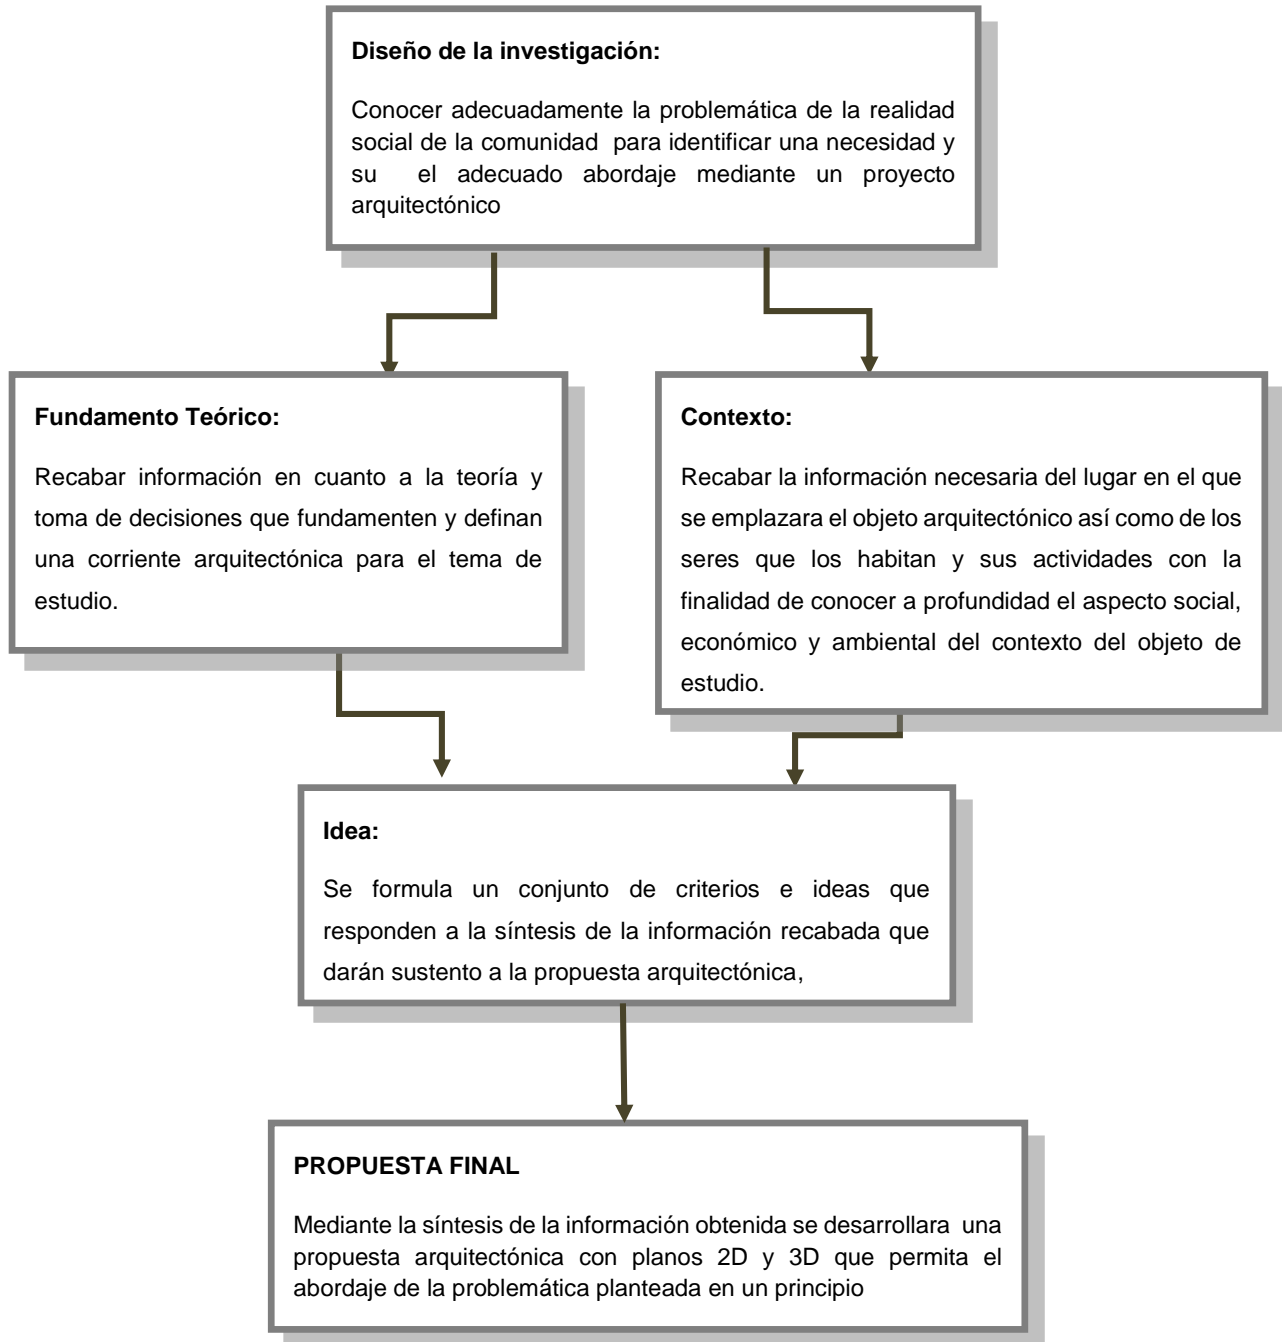 Diseño de la investigación:
Conocer adecuadamente la problemática de la realidad
social de la comunidad  para identificar una necesidad y
su  el adecuado abordaje mediante un proyecto
arquitectónico
Fundamento Teórico:
Recabar información en cuanto a la teoría y
toma de decisiones que fundamenten y definan
una corriente arquitectónica para el tema de
estudio.
Contexto:
Recabar la información necesaria del lugar en el que
se emplazara el objeto arquitectónico así como de los
seres que los habitan y sus actividades con la
finalidad de conocer a profundidad el aspecto social,
económico y ambiental del contexto del objeto de
estudio.
Idea:
Se formula un conjunto de criterios e ideas que
responden a la síntesis de la información recabada que
darán sustento a la propuesta arquitectónica,
PROPUESTA FINAL
Mediante la síntesis de la información obtenida se desarrollara  una
propuesta arquitectónica con planos 2D y 3D que permita el
abordaje de la problemática planteada en un principio